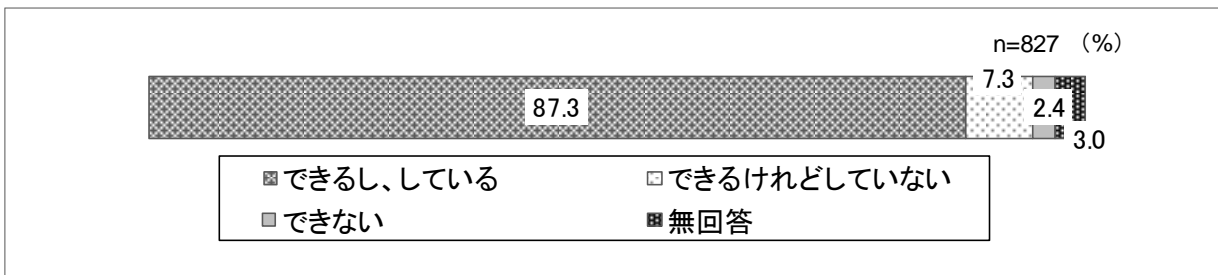 n=827 （%）
7.3
87.3
2.4
3.0
できるし、している
できるけれどしていない
できない
無回答